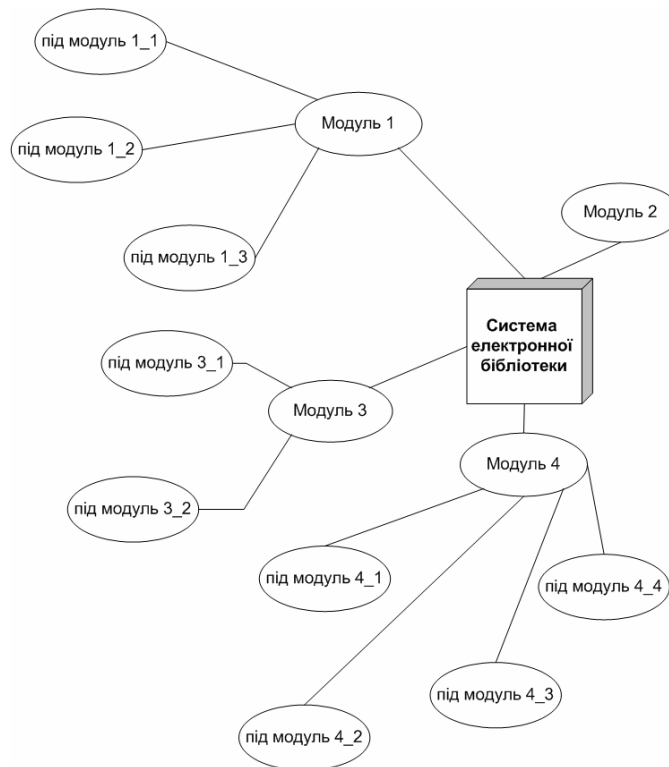 під модуль 1_1
Модуль 1
під модуль 1_2
Модуль 2
під модуль 1_3
Система
електронної
бібліотеки
під модуль 3_1
Модуль 3
Модуль 4
під модуль 3_2
під модуль 4_1
під модуль 4_4
під модуль 4_3
під модуль 4_2